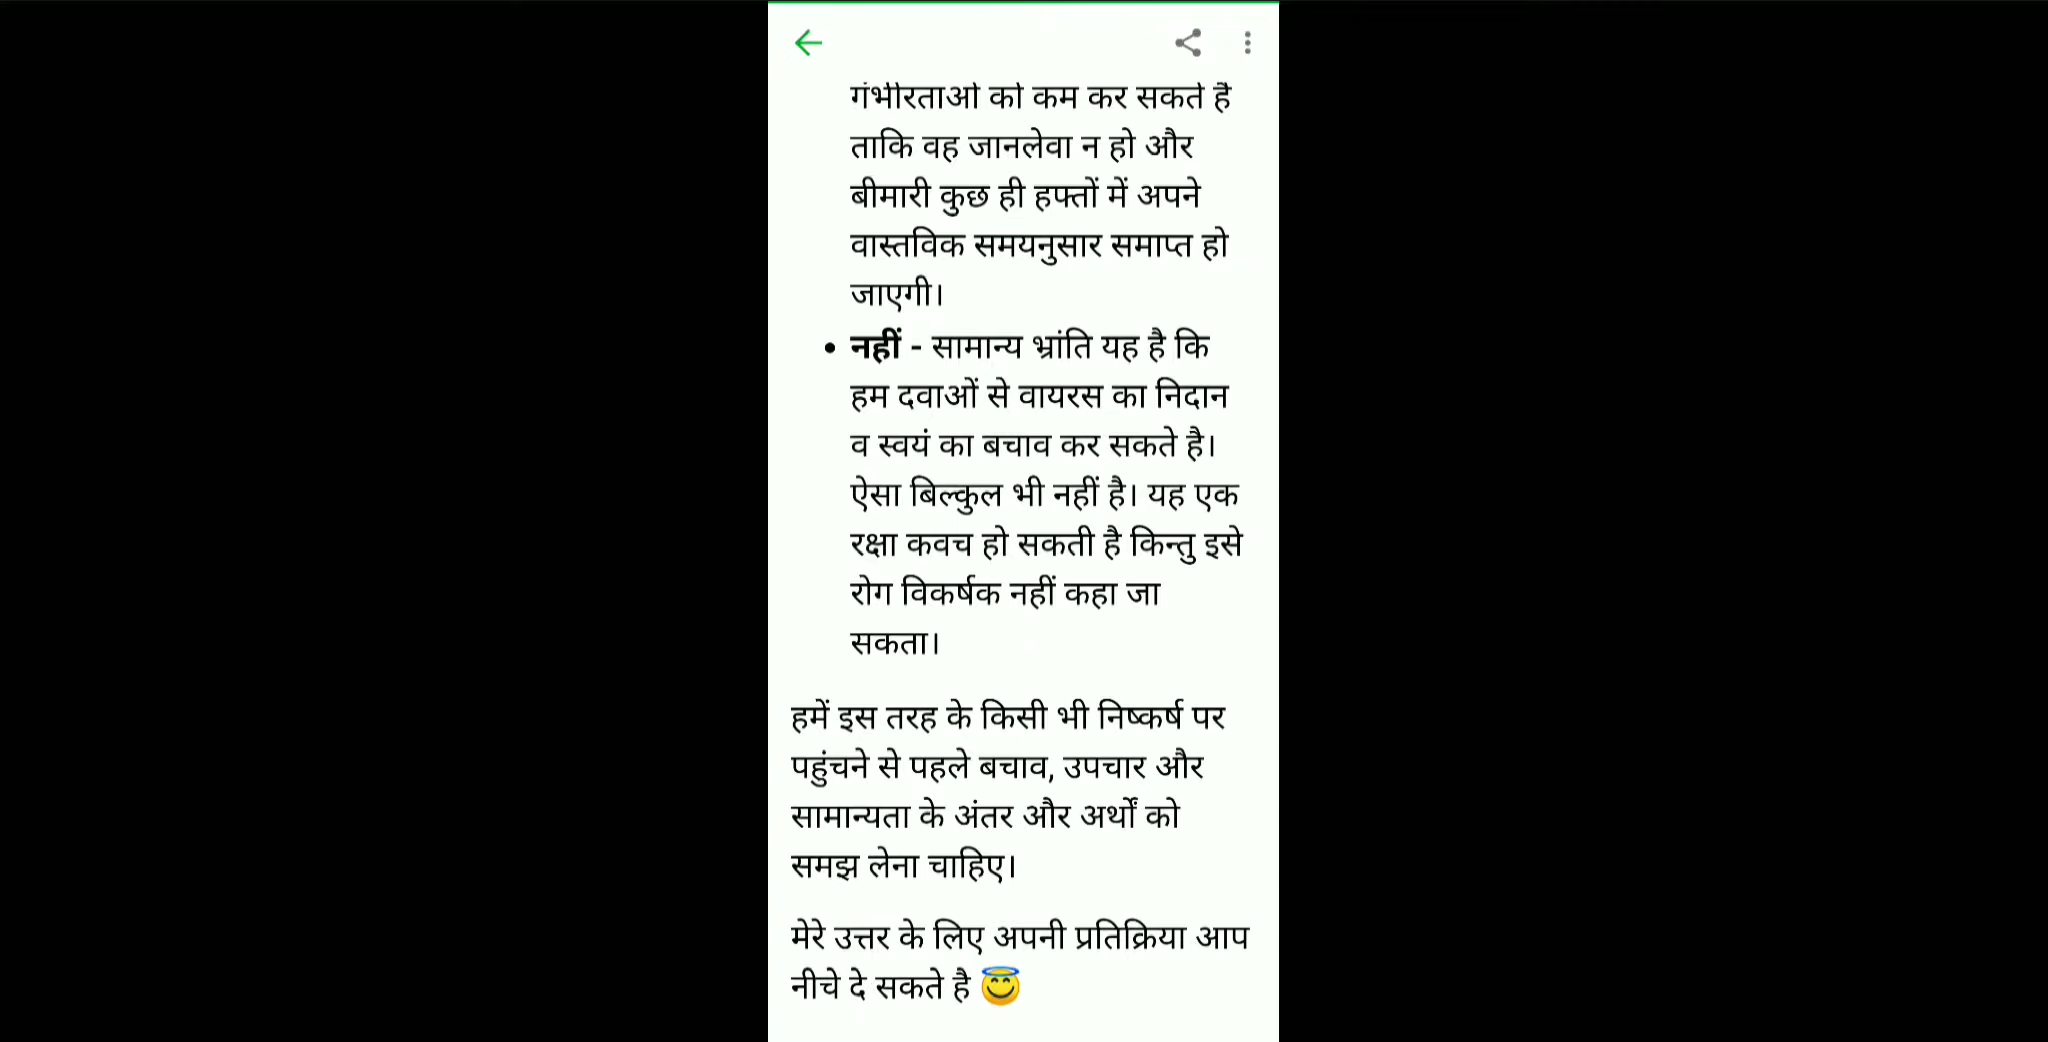 गंभीरताओं को कम कर सकते है
ताकि वह जानलेवा न हो और
बीमारी कुछ ही हफ्तों में अपने
वास्तविक समयनुसार समाप्त हो
जाएगी।
• नहीं - सामान्य भ्रांति यह है कि
हम दवाओं से वायरस का निदान
व स्वयं का बचाव कर सकते है।
ऐसा बिल्कुल भी नहीं है। यह एक
रक्षा कवच हो सकती है किन्तु इसे
रोग विकर्षक नहीं कहा जा
सकता।
हमें इस तरह के किसी भी निष्कर्ष पर
पहुंचने से पहले बचाव, उपचार और
सामान्यता के अंतर और अर्थों को
समझ लेना चाहिए।
मेरे उत्तर के लिए अपनी प्रतिक्रिया आप
नीचे दे सकते है 😇